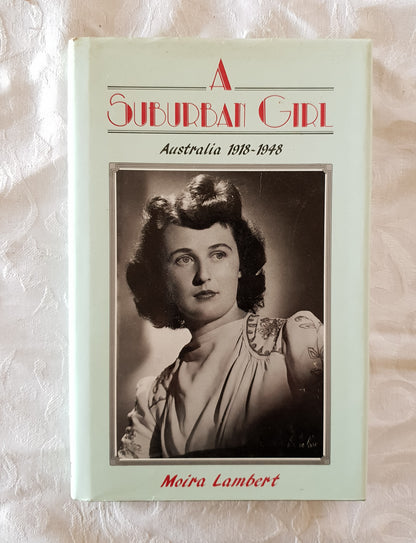 A
SUBURBAN GIRL
Australia 1918-1948
Moira Lambert